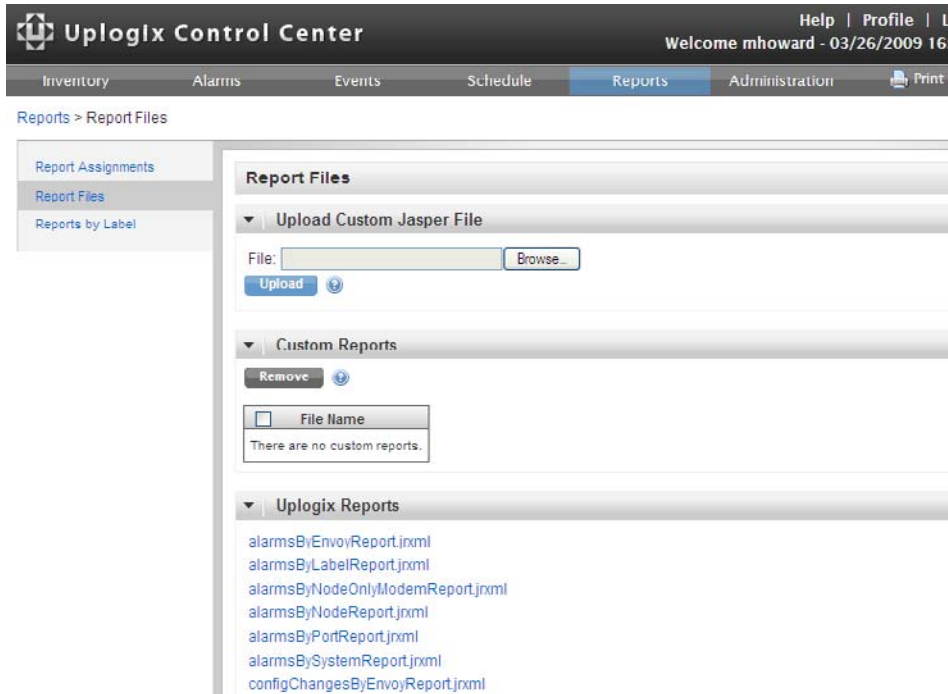 Uplogix Control Center
Help | Profile | L
Welcome mhoward - 03/26/2009 16
Inventory Alarms Events Schedule Reports Administration Print
Reports > Report Files
Report Assignments
Report Files
Reports by Label
Report Files
Upload Custom Jasper File
File: Browse...
Upload
Custom Reports
Remove
File Name
There are no custom reports.
Uplogix Reports
alarmsByEnvoyReport.jrxml
alarmsByLabelReport.jrxml
alarmsByNodeOnlyModemReport.jrxml
alarmsByNodeReport.jrxml
alarmsByPortReport.jrxml
alarmsBySystemReport.jrxml
configChangesByEnvoyReport.jrxml